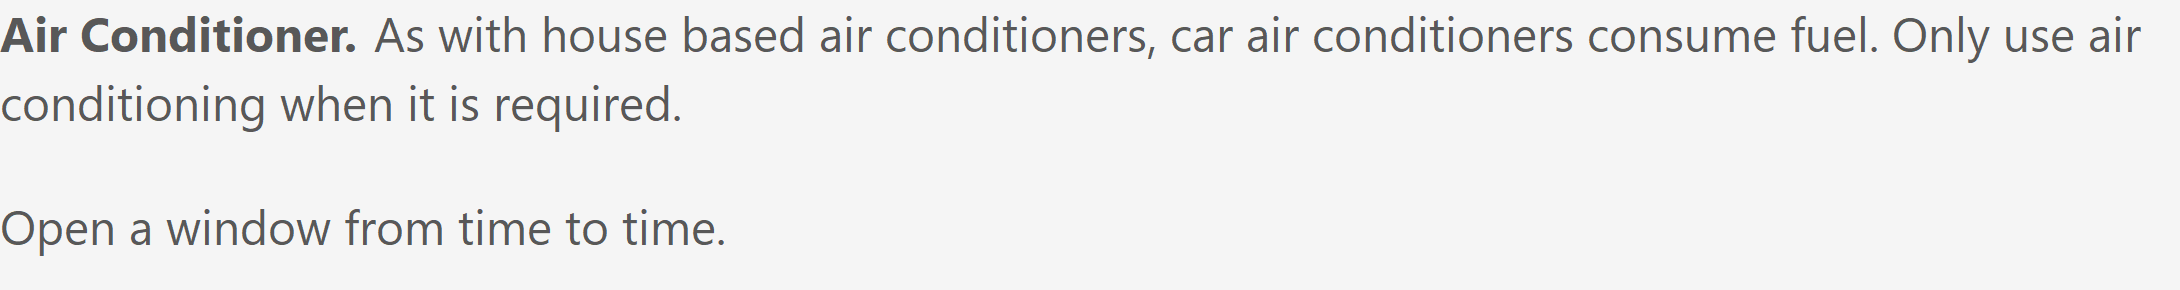 Air Conditioner. As with house based air conditioners, car air conditioners consume fuel. Only use air
conditioning when it is required.
Open a window from time to time.